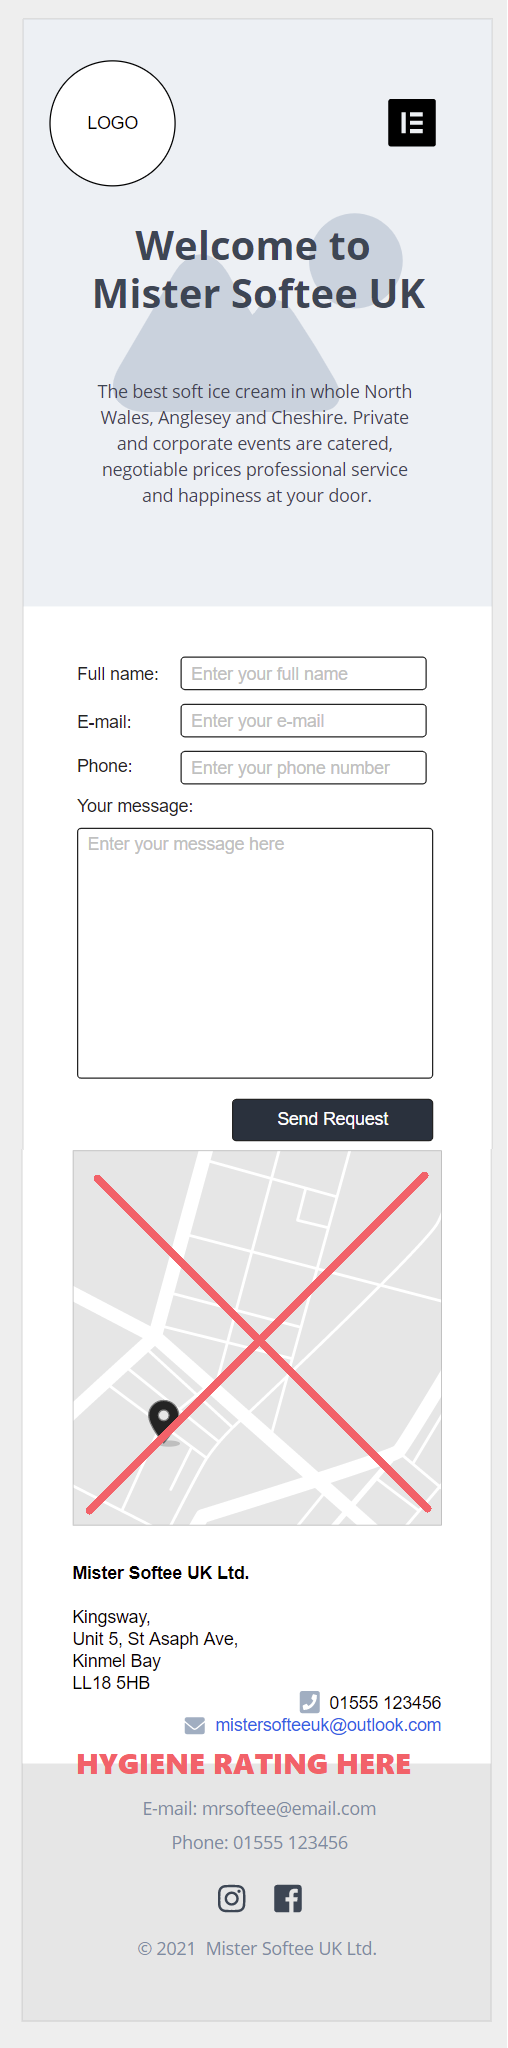 LOGO
Welcome to
Mister Softee UK
The best soft ice cream in whole North
Wales, Anglesey and Cheshire. Private
and corporate events are catered,
negotiable prices professional service
and happiness at your door.
Full name:
Enter your full name
E-mail:
Enter your e-mail
Phone:
Enter your phone number
Your message:
Enter your message here
Send Request
Mister Softee UK Ltd.
Kingsway,
Unit 5, St Asaph Ave,
Kinmel Bay
LL18 5HB
01555 123456
mistersofteeuk@outlook.com
HYGIENE RATING HERE
E-mail: mrsoftee@email.com
Phone: 01555 123456
© 2021 Mister Softee UK Ltd.